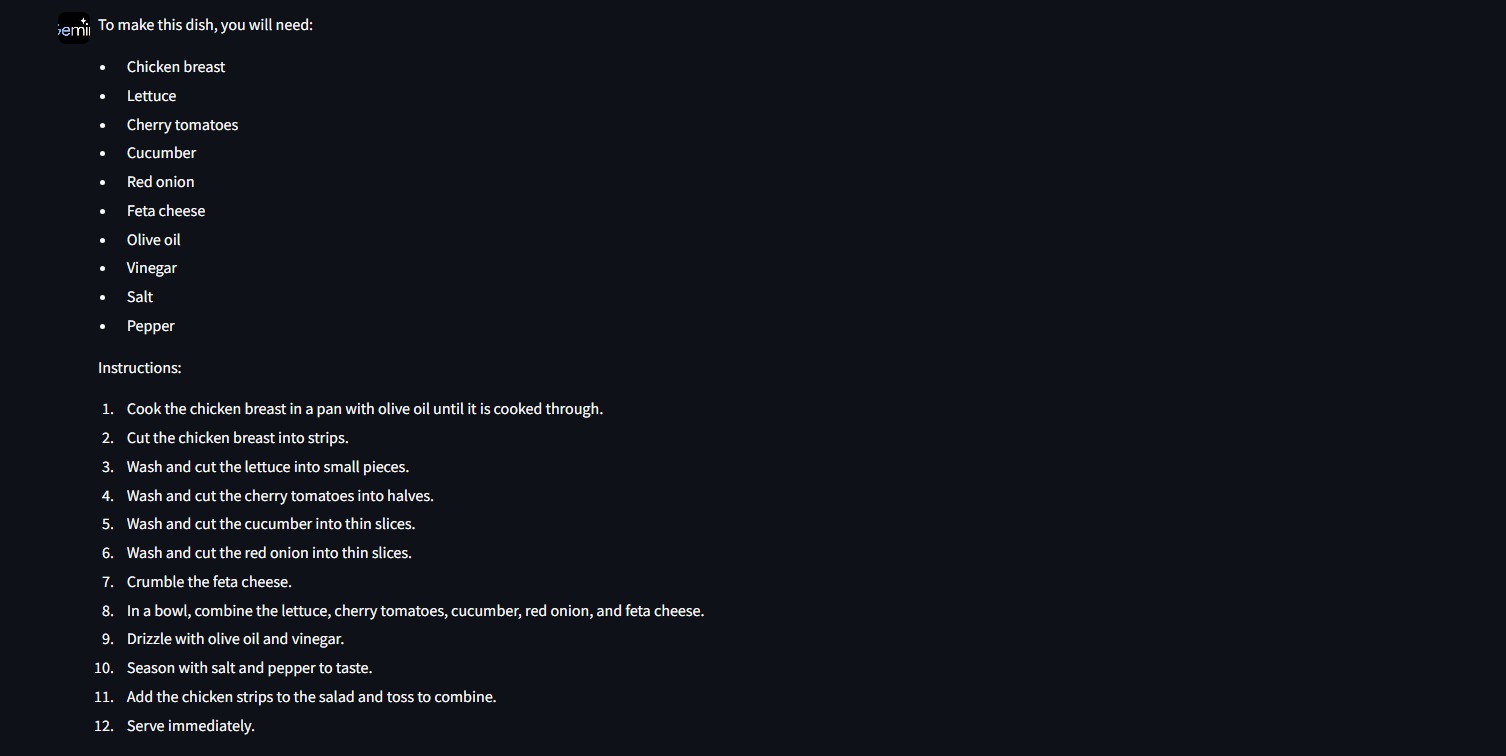 To make this dish, you will need:
• Chicken breast
• Lettuce
• Cherry tomatoes
• Cucumber
• Red onion
• Feta cheese
• Olive oil
• Vinegar
• Salt
• Pepper
Instructions:
1. Cook the chicken breast in a pan with olive oil until it is cooked through.
2. Cut the chicken breast into strips.
3. Wash and cut the lettuce into small pieces.
4. Wash and cut the cherry tomatoes into halves.
5. Wash and cut the cucumber into thin slices.
6. Wash and cut the red onion into thin slices.
7. Crumble the feta cheese.
8. In a bowl, combine the lettuce, cherry tomatoes, cucumber, red onion, and feta cheese.
9. Drizzle with olive oil and vinegar.
10. Season with salt and pepper to taste.
11. Add the chicken strips to the salad and toss to combine.
12. Serve immediately.